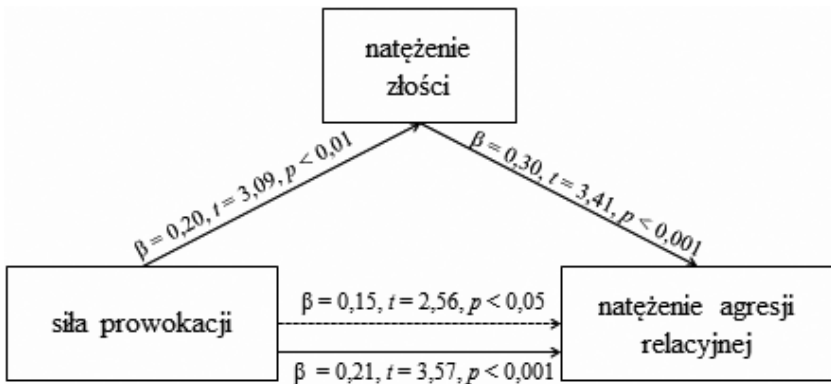 natężenie
złości
β = 0,20, t = 3,09, p < 0,01
β = 0,30, t = 3,41, p < 0,001
siła prowokacji
β = 0,15, t = 2,56, p < 0,05
β = 0,21, t = 3,57, p < 0,001
natężenie agresji
relacyjnej